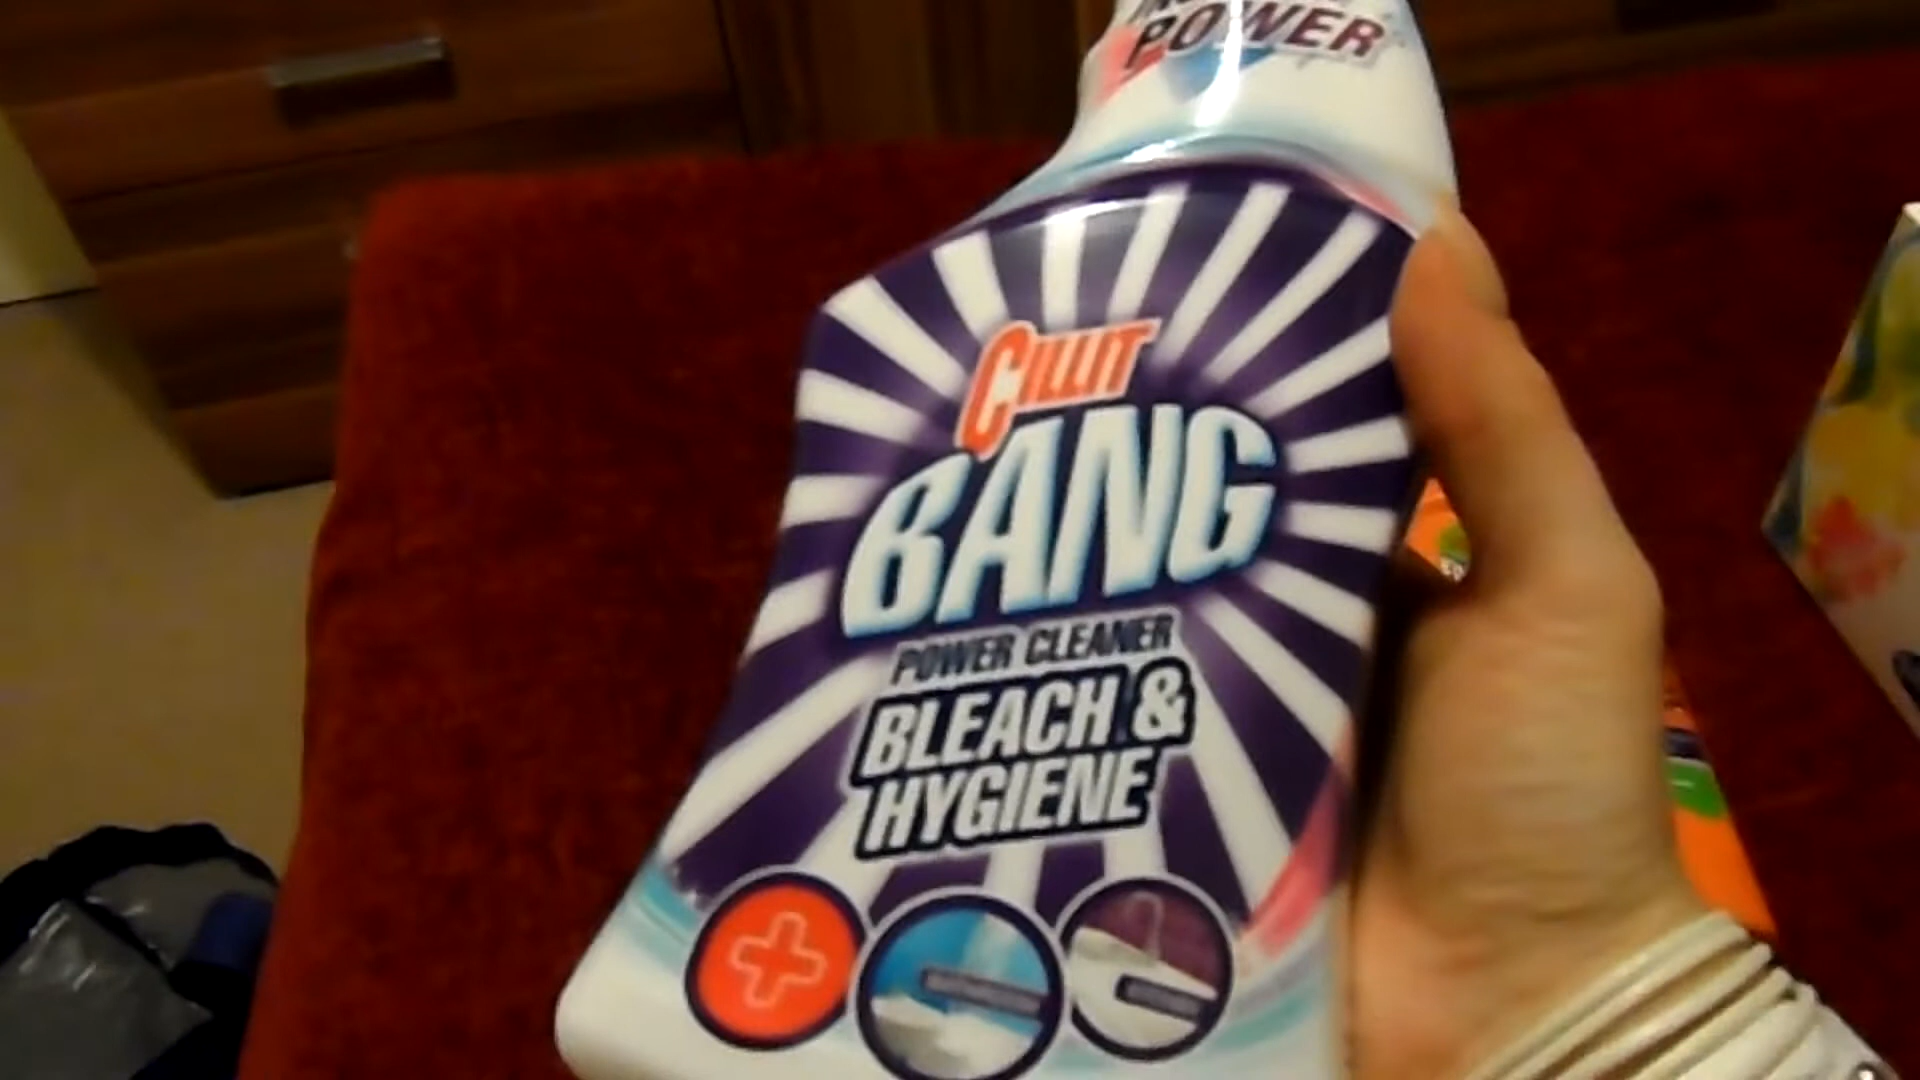 POWER
CILLIT
BANG
POWER CLEANER
BLEACH &
HYGIENE